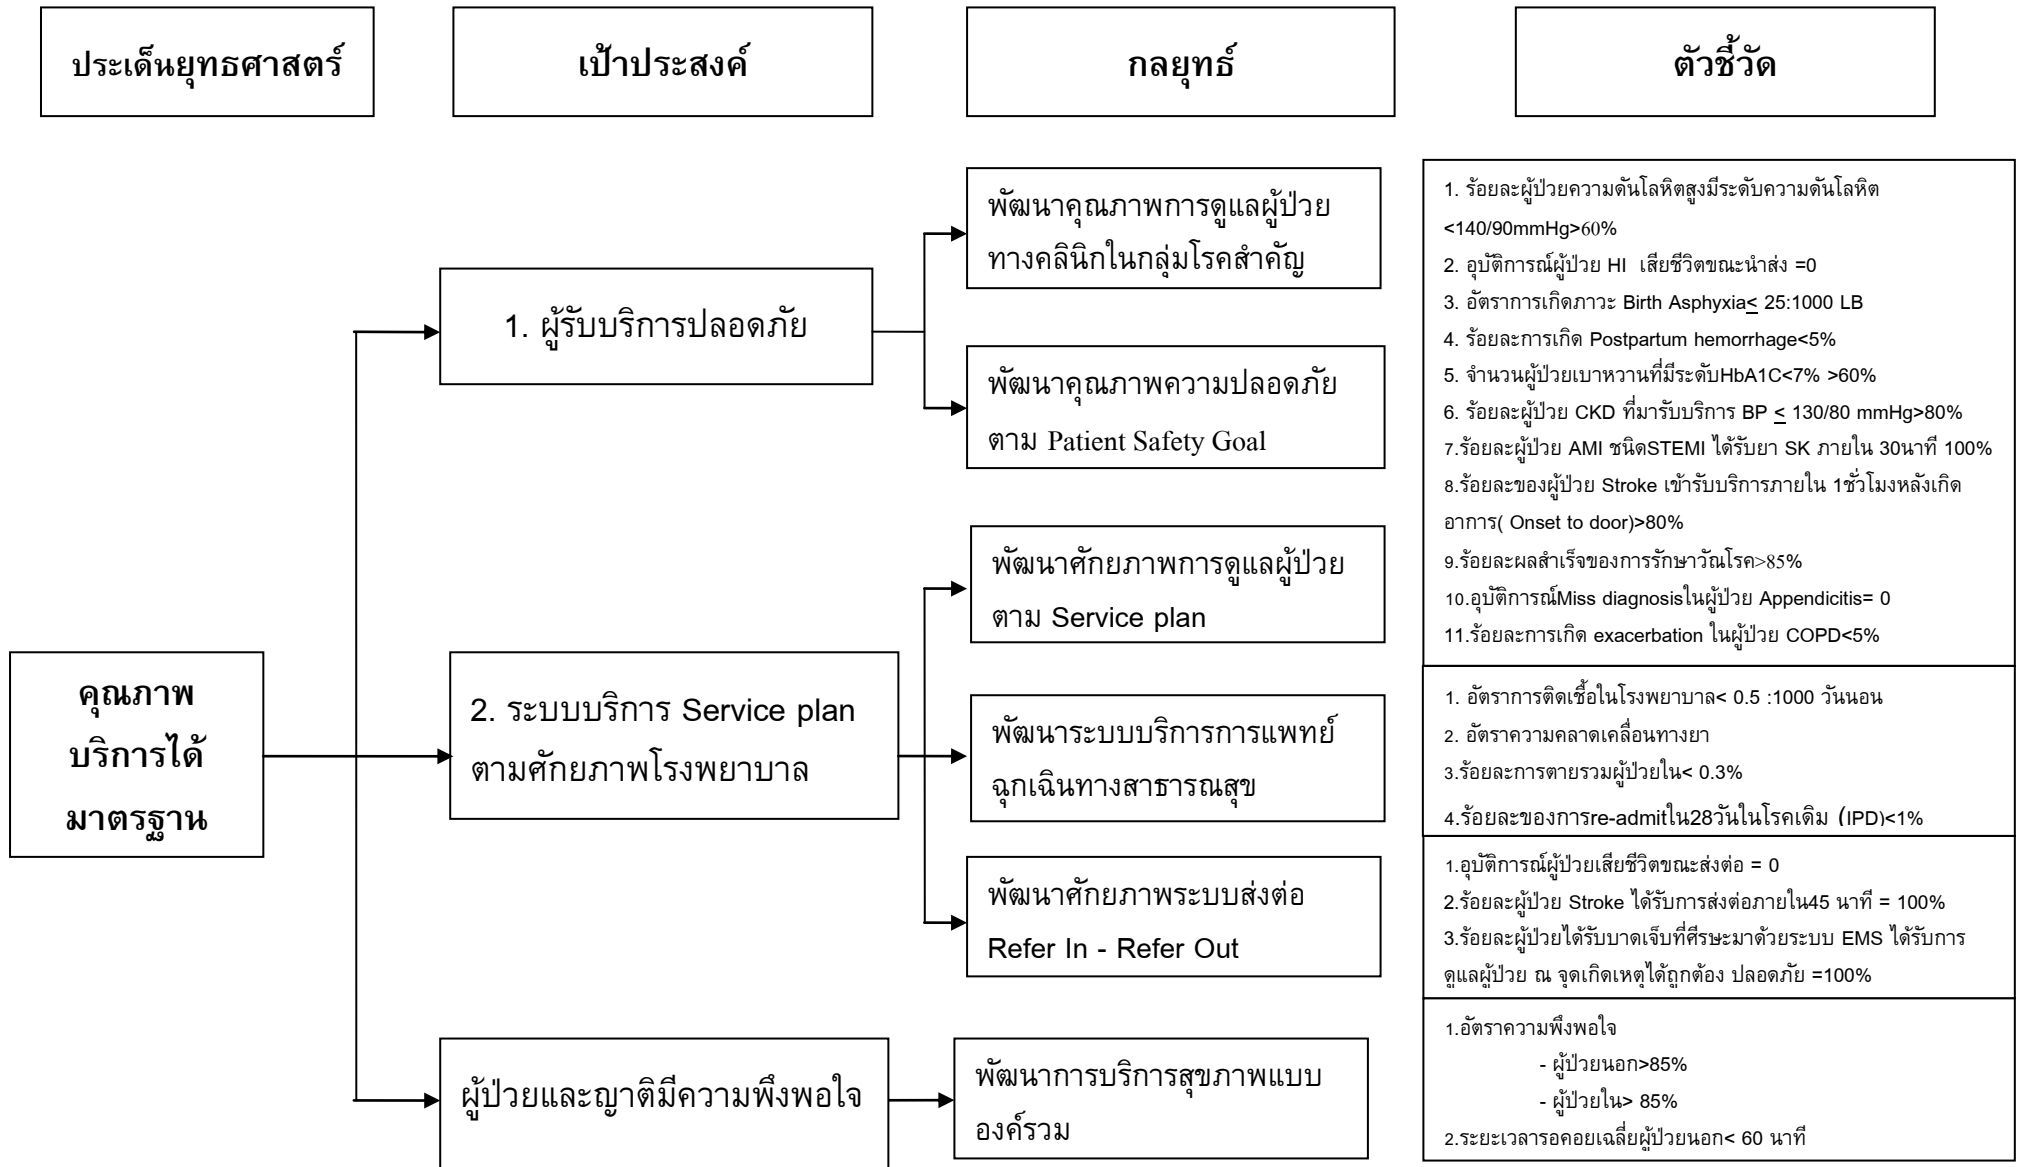 ประเด็นยุทธศาสตร์
เป้าประสงค์
กลยุทธ์
ตัวชี้วัด
คุณภาพ
บริการได้
มาตรฐาน
1. ผู้รับบริการปลอดภัย
2. ระบบบริการ Service plan
ตามศักยภาพโรงพยาบาล
ผู้ป่วยและญาติมีความพึงพอใจ
พัฒนาคุณภาพการดูแลผู้ป่วย
ทางคลินิกในกลุ่มโรคสำคัญ
พัฒนาคุณภาพความปลอดภัย
ตาม Patient Safety Goal
พัฒนาศักยภาพการดูแลผู้ป่วย
ตาม Service plan
พัฒนาระบบบริการการแพทย์
ฉุกเฉินทางสาธารณสุข
พัฒนาศักยภาพระบบส่งต่อ
Refer In - Refer Out
พัฒนาการบริการสุขภาพแบบ
องค์รวม
1. ร้อยละผู้ป่วยความดันโลหิตสูงมีระดับความดันโลหิต
<140/90mmHg>60%
2. อุบัติการณ์ผู้ป่วย HI เสียชีวิตขณะนำส่ง =0
3. อัตราการเกิดภาวะ Birth Asphyxia≤ 25:1000 LB
4. ร้อยละการเกิด Postpartum hemorrhage<5%
5. จำนวนผู้ป่วยเบาหวานที่มีระดับHbA1C<7% >60%
6. ร้อยละผู้ป่วย CKD ที่มารับบริการ BP ≤ 130/80 mmHg>80%
7.ร้อยละผู้ป่วย AMI ชนิดSTEMI ได้รับยา SK ภายใน 30นาที 100%
8.ร้อยละของผู้ป่วย Stroke เข้ารับบริการภายใน 1ชั่วโมงหลังเกิด
อาการ( Onset to door)>80%
9.ร้อยละผลสำเร็จของการรักษาวัณโรค>85%
10.อุบัติการณ์Miss diagnosisในผู้ป่วย Appendicitis= 0
11.ร้อยละการเกิด exacerbation ในผู้ป่วย COPD<5%
1. อัตราการติดเชื้อในโรงพยาบาล< 0.5 :1000 วันนอน
2. อัตราความคลาดเคลื่อนทางยา
3.ร้อยละการตายรวมผู้ป่วยใน< 0.3%
4.ร้อยละของการre-admitใน28วันในโรคเดิม (IPD)<1%
1.อุบัติการณ์ผู้ป่วยเสียชีวิตขณะส่งต่อ = 0
2.ร้อยละผู้ป่วย Stroke ได้รับการส่งต่อภายใน45 นาที = 100%
3.ร้อยละผู้ป่วยได้รับบาดเจ็บที่ศีรษะมาด้วยระบบ EMS ได้รับการ
ดูแลผู้ป่วย ณ จุดเกิดเหตุได้ถูกต้อง ปลอดภัย =100%
1.อัตราความพึงพอใจ
- ผู้ป่วยนอก>85%
- ผู้ป่วยใน> 85%
2.ระยะเวลารอคอยเฉลี่ยผู้ป่วยนอก< 60 นาที